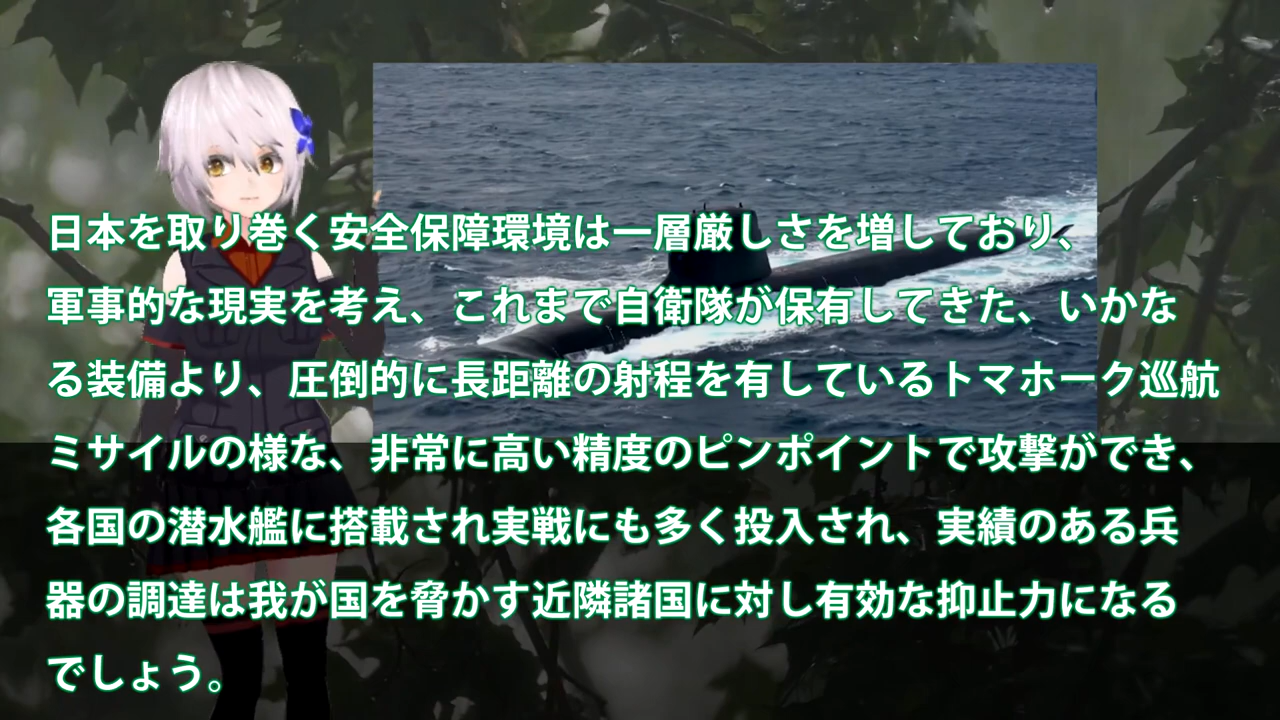 日本を取り巻く安全保障環境は一層厳しさを増しており、
軍事的な現実を考え、これまで自衛隊が保有してきた、いかな
る装備より、圧倒的に長距離の射程を有しているトマホーク巡航
ミサイルの様な、非常に高い精度のピンポイントで攻撃ができ、
各国の潜水艦に搭載され実戦にも多く投入され、実績のある兵
器の調達は我が国を脅かす近隣諸国に対し有効な抑止力になる
でしょう。